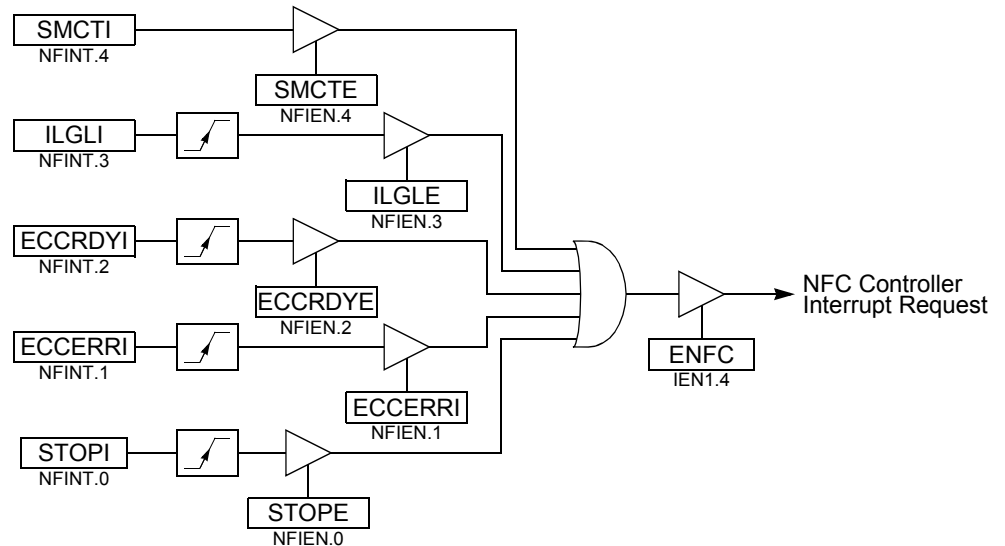 SMCTI
NFINT.4
SMCTE
NFIEN.4
ILGLI
NFINT.3
ILGLE
NFIEN.3
ECCRDYI
NFINT.2
ECCRDYE
NFIEN.2
ECCERRI
NFINT.1
ECCERRI
NFIEN.1
STOPI
NFINT.0
STOPE
NFIEN.0
ENFC
IEN1.4
NFC Controller
Interrupt Request